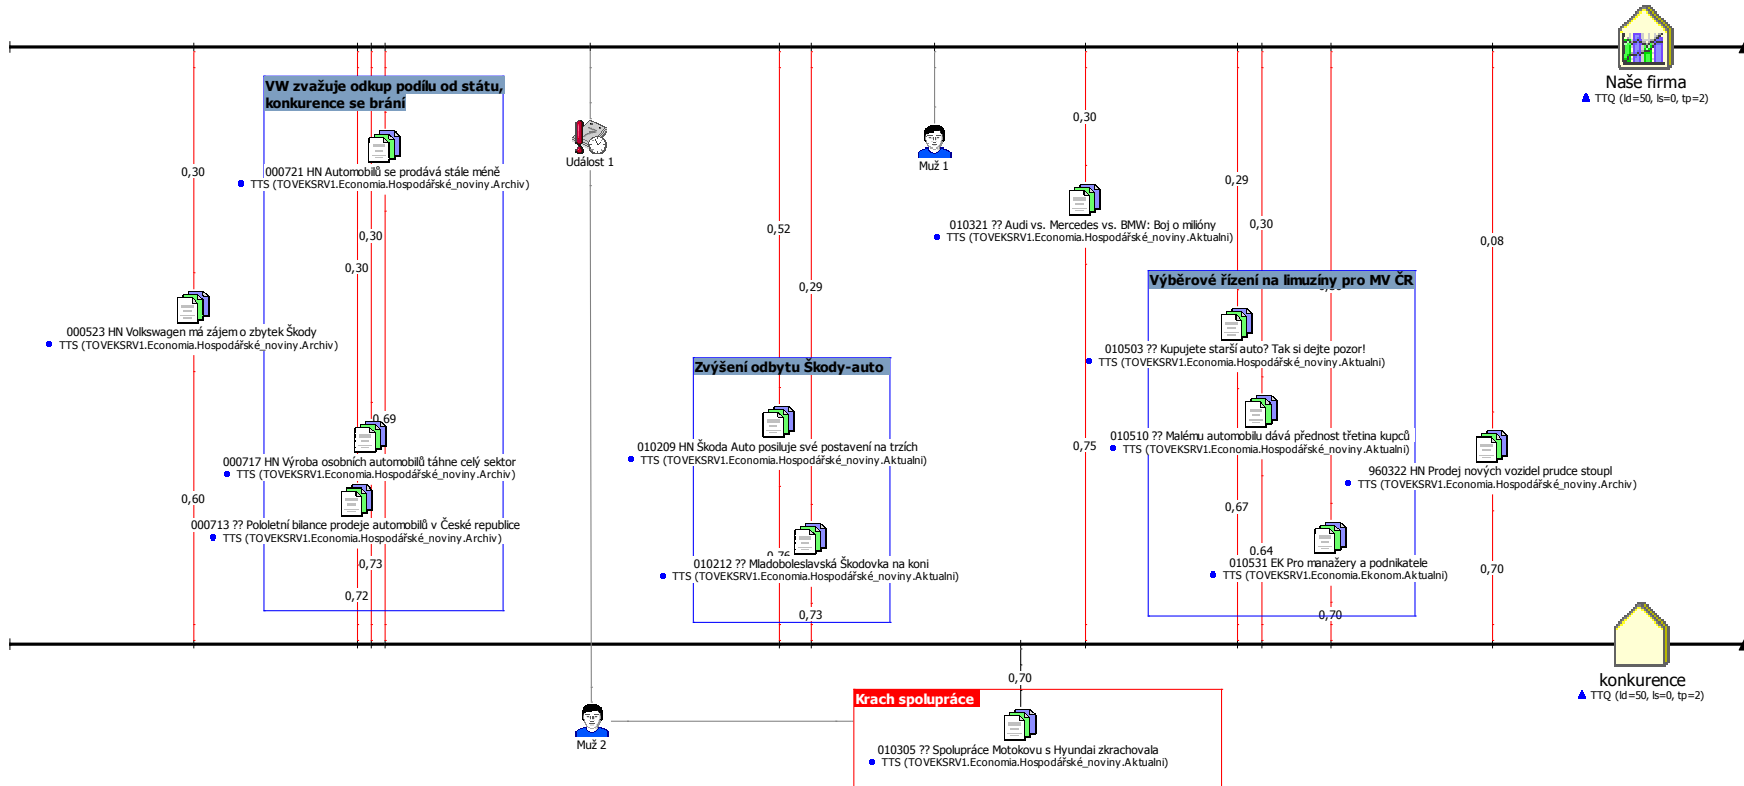 Naše firma
TTQ (ld=50, ls=0, tp=2)
VW zvažuje odkup podílu od státu,
konkurence se brání
000721 HN Automobilů se prodává stále méně
TTS (TOVEKSRV1.Economia.Hospodářské_noviny.Archiv)
0,30
0,30
0,30
000523 HN Volkswagen má zájem o zbytek Škody
TTS (TOVEKSRV1.Economia.Hospodářské_noviny.Archiv)
0,69
000717 HN Výroba osobních automobilů táhne celý sektor
TTS (TOVEKSRV1.Economia.Hospodářské_noviny.Archiv)
0,60
000713 ?? Pololetní bilance prodeje automobilů v České republice
TTS (TOVEKSRV1.Economia.Hospodářské_noviny.Archiv)
0,73
0,72
Událost 1
Muž 1
0,52
0,29
Zvýšení odbytu Škody-auto
010209 HN Škoda Auto posiluje své postavení na trzích
TTS (TOVEKSRV1.Economia.Hospodářské_noviny.Aktualni)
0,76
010212 ?? Mladoboleslavská Škodovka na koni
TTS (TOVEKSRV1.Economia.Hospodářské_noviny.Aktualni)
0,73
0,30
010321 ?? Audi vs. Mercedes vs. BMW: Boj o milióny
TTS (TOVEKSRV1.Economia.Hospodářské_noviny.Aktualni)
0,75
0,29
0,30
Výběrové řízení na limuzíny pro MV ČR
010503 ?? Kupujete starší auto? Tak si dejte pozor!
TTS (TOVEKSRV1.Economia.Hospodářské_noviny.Aktualni)
010510 ?? Malému automobilu dává přednost třetina kupců
TTS (TOVEKSRV1.Economia.Hospodářské_noviny.Aktualni)
0,67
0,64
010531 EK Pro manažery a podnikatele
TTS (TOVEKSRV1.Economia.Ekonom.Aktualni)
0,70
0,08
960322 HN Prodej nových vozidel prudce stoupl
TTS (TOVEKSRV1.Economia.Hospodářské_noviny.Archiv)
0,70
konkurence
TTQ (ld=50, ls=0, tp=2)
0,70
Krach spolupráce
010305 ?? Spolupráce Motokovu s Hyundai zkrachovala
TTS (TOVEKSRV1.Economia.Hospodářské_noviny.Aktualni)
Muž 2